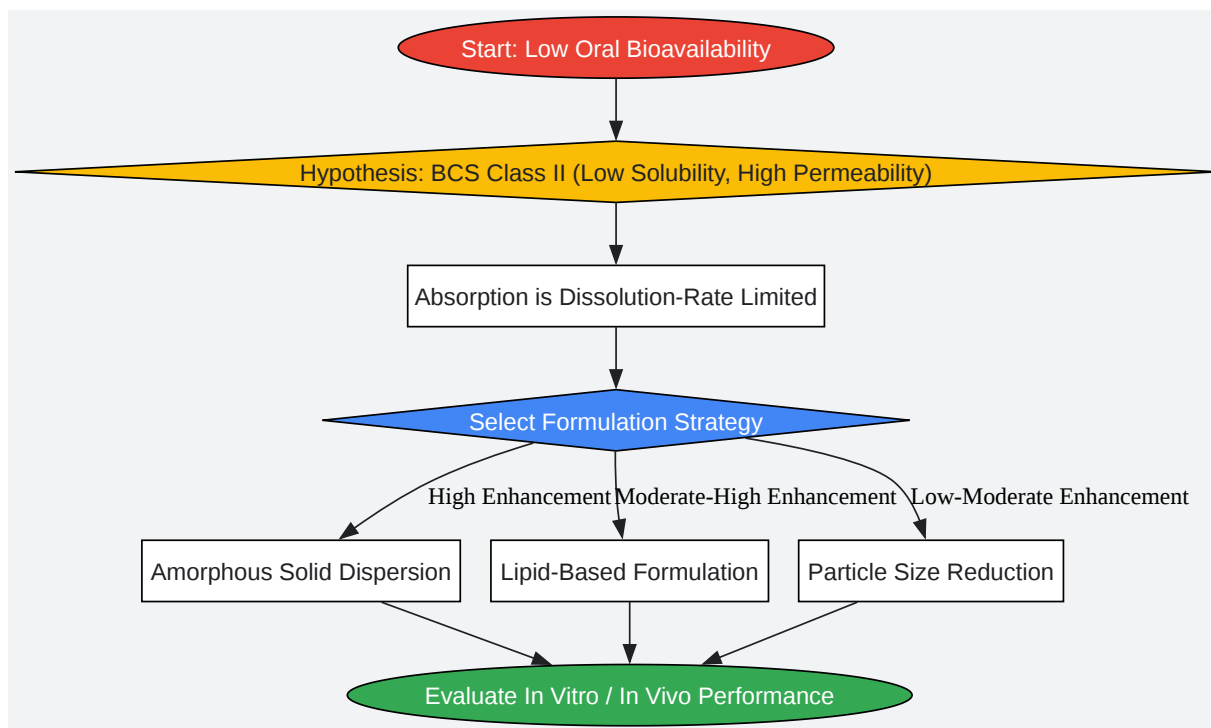 Start: Low Oral Bioavailability
Hypothesis: BCS Class II (Low Solubility, High Permeability)
Absorption is Dissolution-Rate Limited
Select Formulation Strategy
High Enhancement
Moderate-High Enhancement
Low-Moderate Enhancement
Amorphous Solid Dispersion
Lipid-Based Formulation
Particle Size Reduction
Evaluate In Vitro / In Vivo Performance